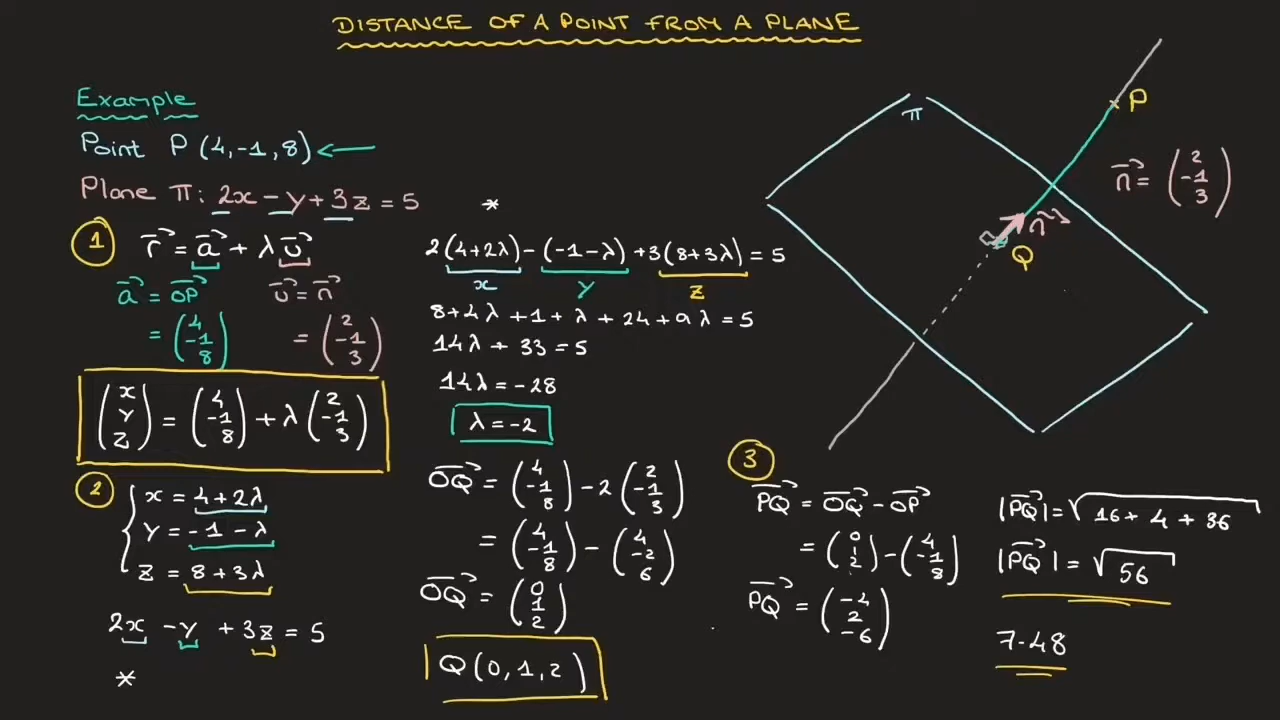 DISTANCE OF A POINT FROM A PLANE
Example
Point P (4,-1,8) ←
Plane π: 2x - y + 3z = 5
*
① r⃗ = a⃗ + λ υ⃗
a⃗ = OP⃗ υ⃗ = n⃗
= (4 -1 8) = (2 -1 3)
(x y z) = (4 -1 8) + λ (2 -1 3)
② { x = 4+2λ
y = -1 - λ
z = 8+3λ
2x - y + 3z = 5
*
2(4+2λ) - (-1-λ) + 3(8+3λ) = 5
x y z
8+4λ + 1 + λ + 24 + 9λ = 5
14λ + 33 = 5
14λ = -28
λ = -2
OQ⃗ = (4 -1 8) - 2 (2 -1 3)
= (4 -1 8) - (4 -2 6)
OQ⃗ = (0 1 2)
Q(0,1,2)
π
P
n⃗ = (2 -1 3)
n⃗
Q
③
PQ⃗ = OQ⃗ - OP⃗
= (0 1 2) - (4 -1 8)
PQ⃗ = (-4 2 -6)
|PQ⃗| = √16 + 4 + 36
|PQ⃗| = √56
7.48